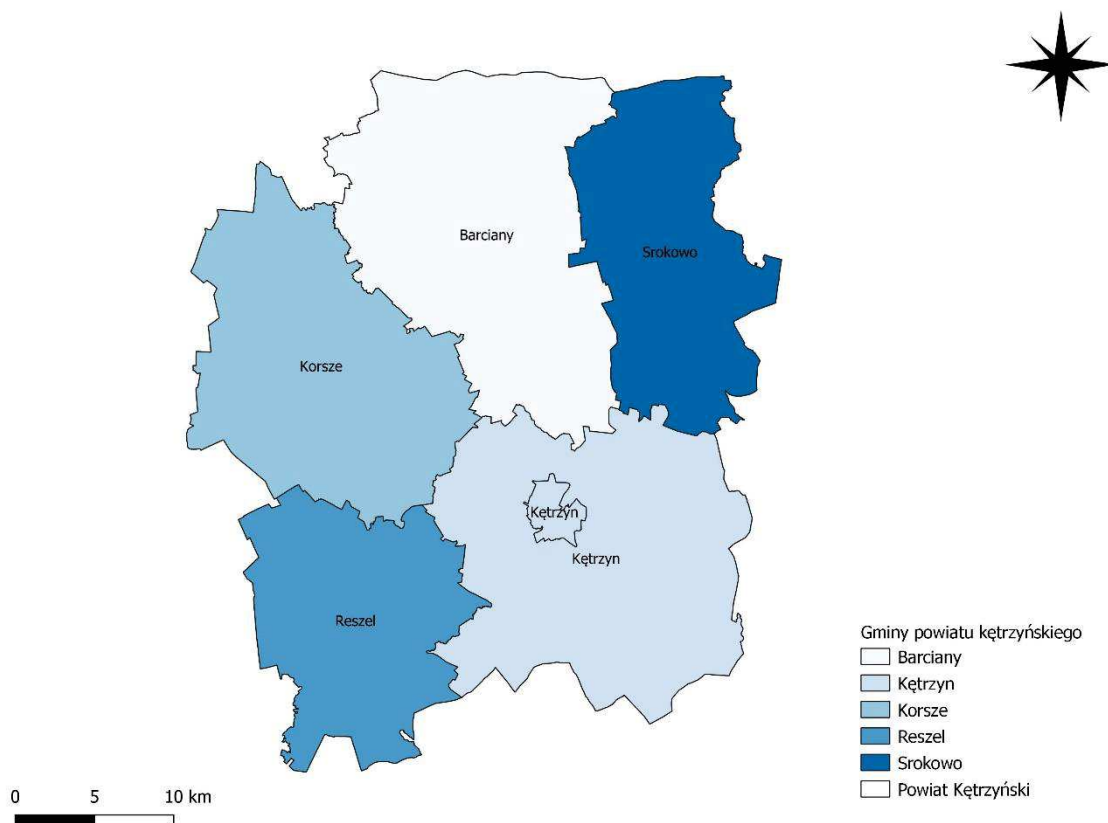 Barciany
Srokowo
Korsze
Kętrzyn
Kętrzyn
Reszel
Gminy powiatu kętrzyńskiego
Barciany
Kętrzyn
Korsze
Reszel
Srokowo
Powiat Kętrzyński
0 5 10 km